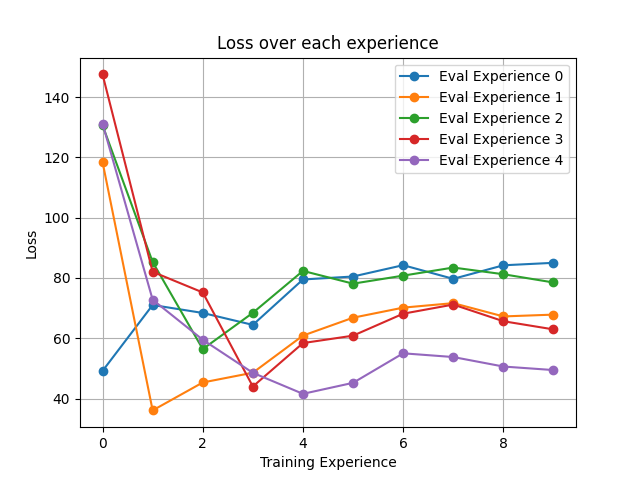 Loss over each experience
Eval Experience 0
Eval Experience 1
Eval Experience 2
Eval Experience 3
Eval Experience 4
Loss
140
120
100
80
60
40
0 2 4 6 8
Training Experience